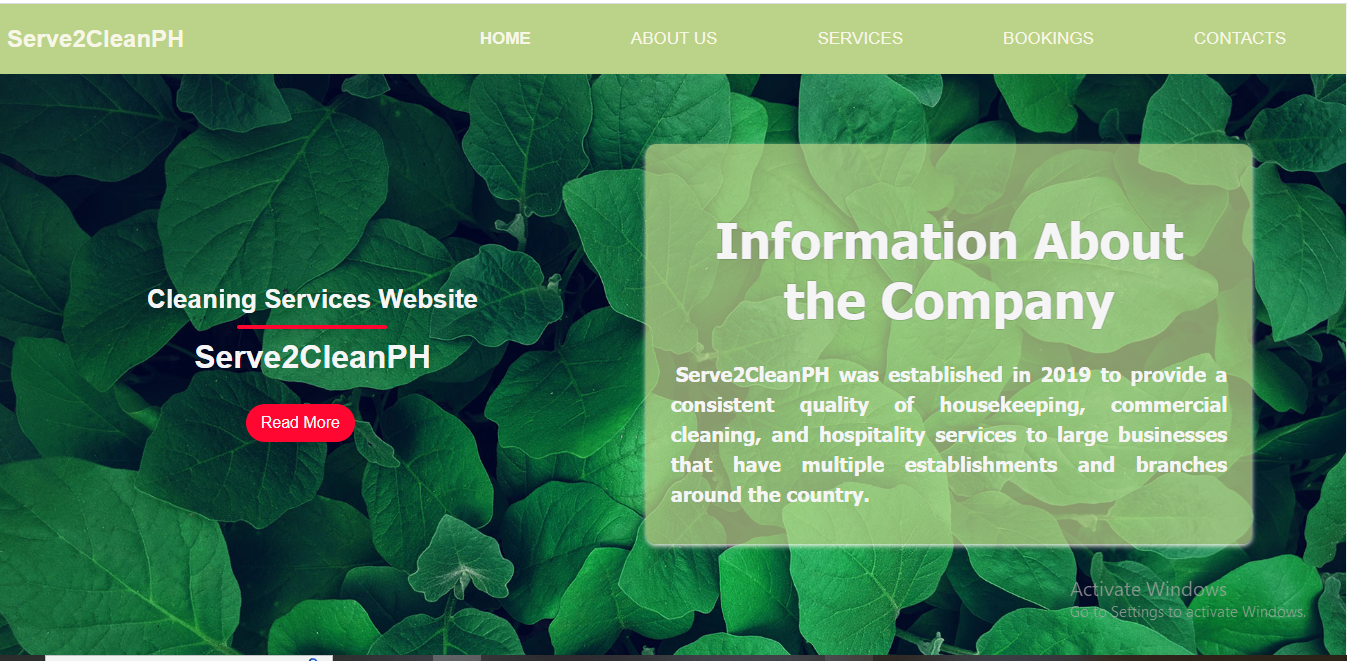 Serve2CleanPH
HOME ABOUT US SERVICES BOOKINGS CONTACTS
Cleaning Services Website
Serve2CleanPH
Read More
Information About
the Company
Serve2CleanPH was established in 2019 to provide a
consistent quality of housekeeping, commercial
cleaning, and hospitality services to large businesses
that have multiple establishments and branches
around the country.
Activate Windows
Go to Settings to activate Windows.